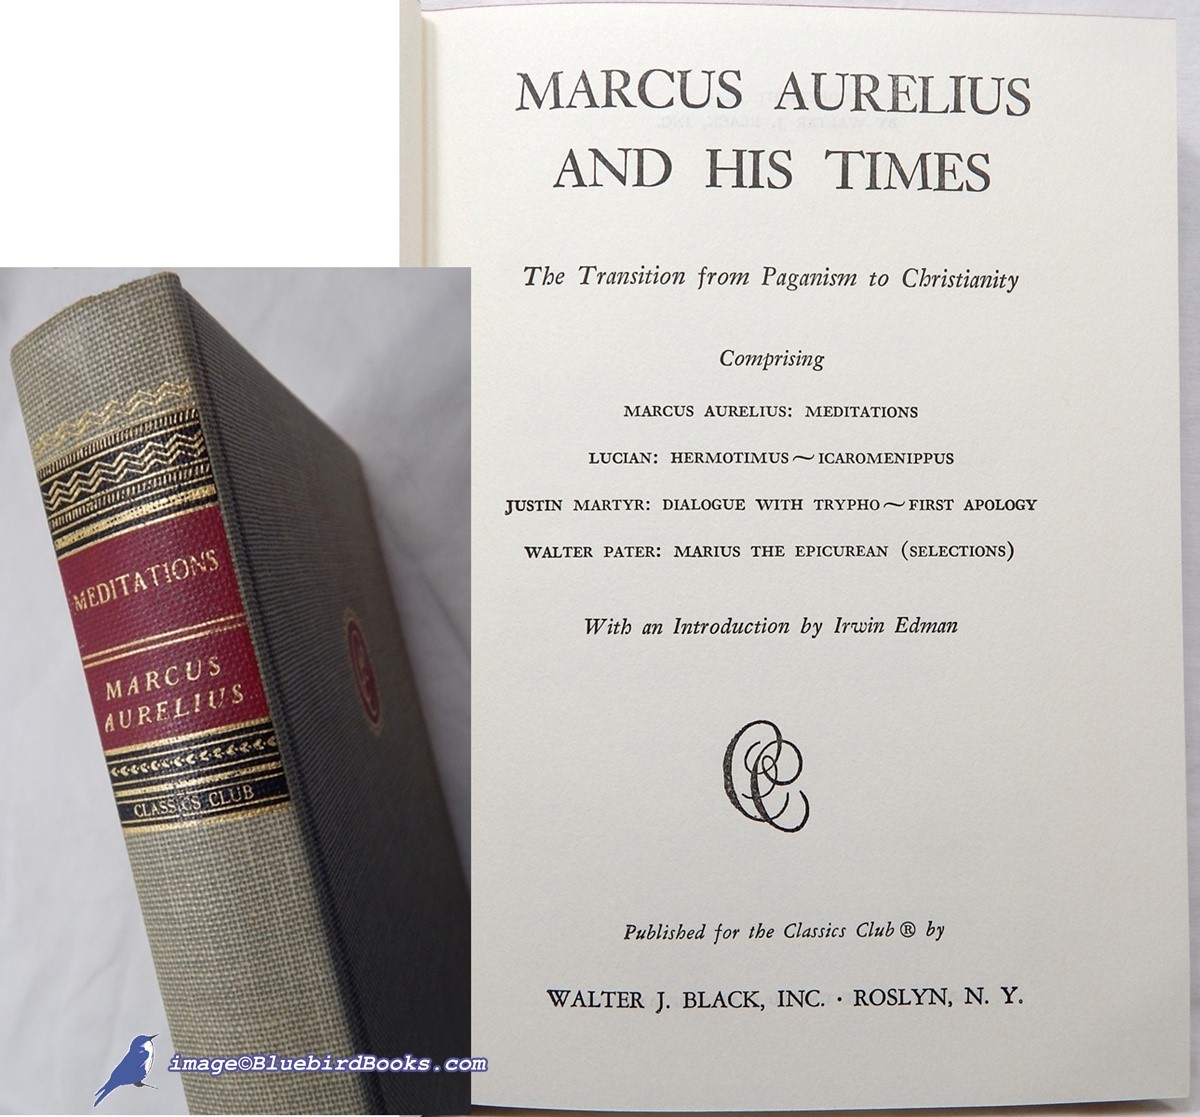 MARCUS AURELIUS
AND HIS TIMES
The Transition from Paganism to Christianity
Comprising
MARCUS AURELIUS: MEDITATIONS
LUCIAN: HERMOTIMUS~ICAROMENIPPUS
JUSTIN MARTYR: DIALOGUE WITH TRYPHO~FIRST APOLOGY
WALTER PATER: MARIUS THE EPICUREAN (SELECTIONS)
With an Introduction by Irwin Edman
CC
Published for the Classics Club® by
WALTER J. BLACK, INC. · ROSLYN, N. Y.
MEDITATIONS
MARCUS
AURELIUS
CLASSICS CLUB
image©BluebirdBooks.com